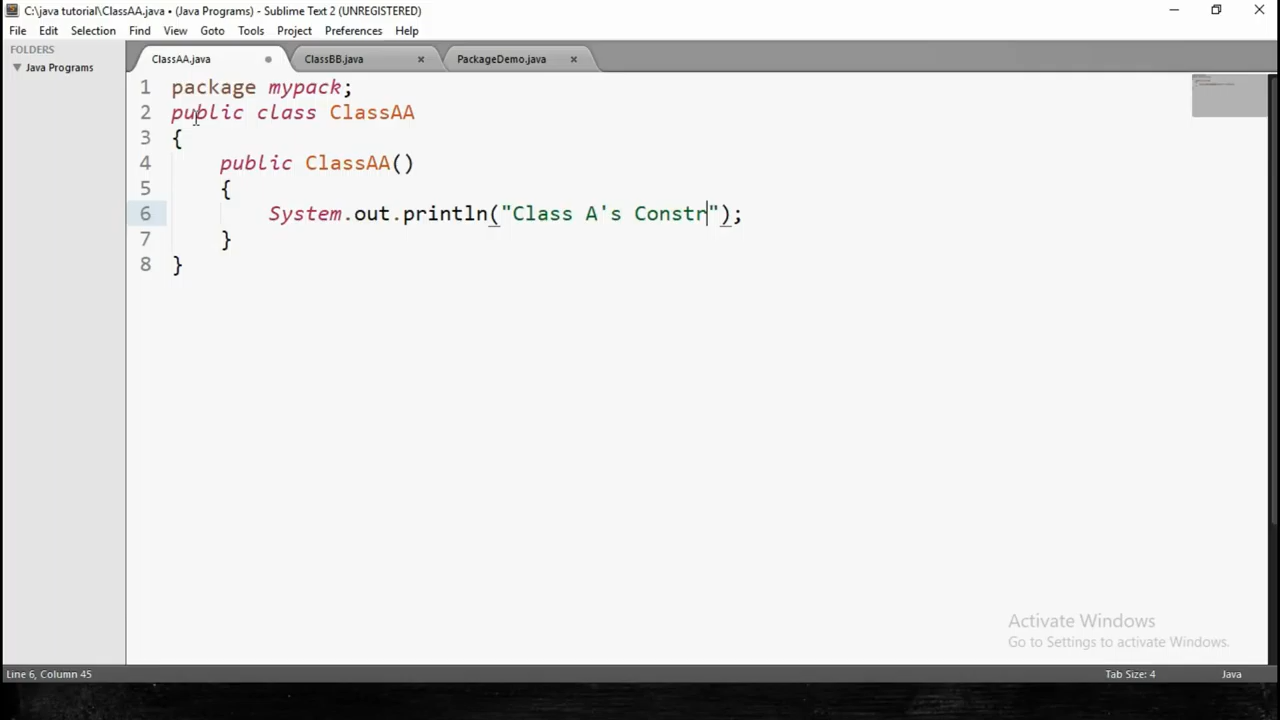 C:\java tutorial\ClassAA.java • (Java Programs) - Sublime Text 2 (UNREGISTERED)
File Edit Selection Find View Goto Tools Project Preferences Help
FOLDERS
Java Programs
ClassAA.java ClassBB.java PackageDemo.java
1 package mypack;
2 public class ClassAA
3 {
4 public ClassAA()
5 {
6 System.out.println("Class A's Constr");
7 }
8 }
Activate Windows
Go to Settings to activate Windows.
Line 6, Column 45 Tab Size: 4 Java